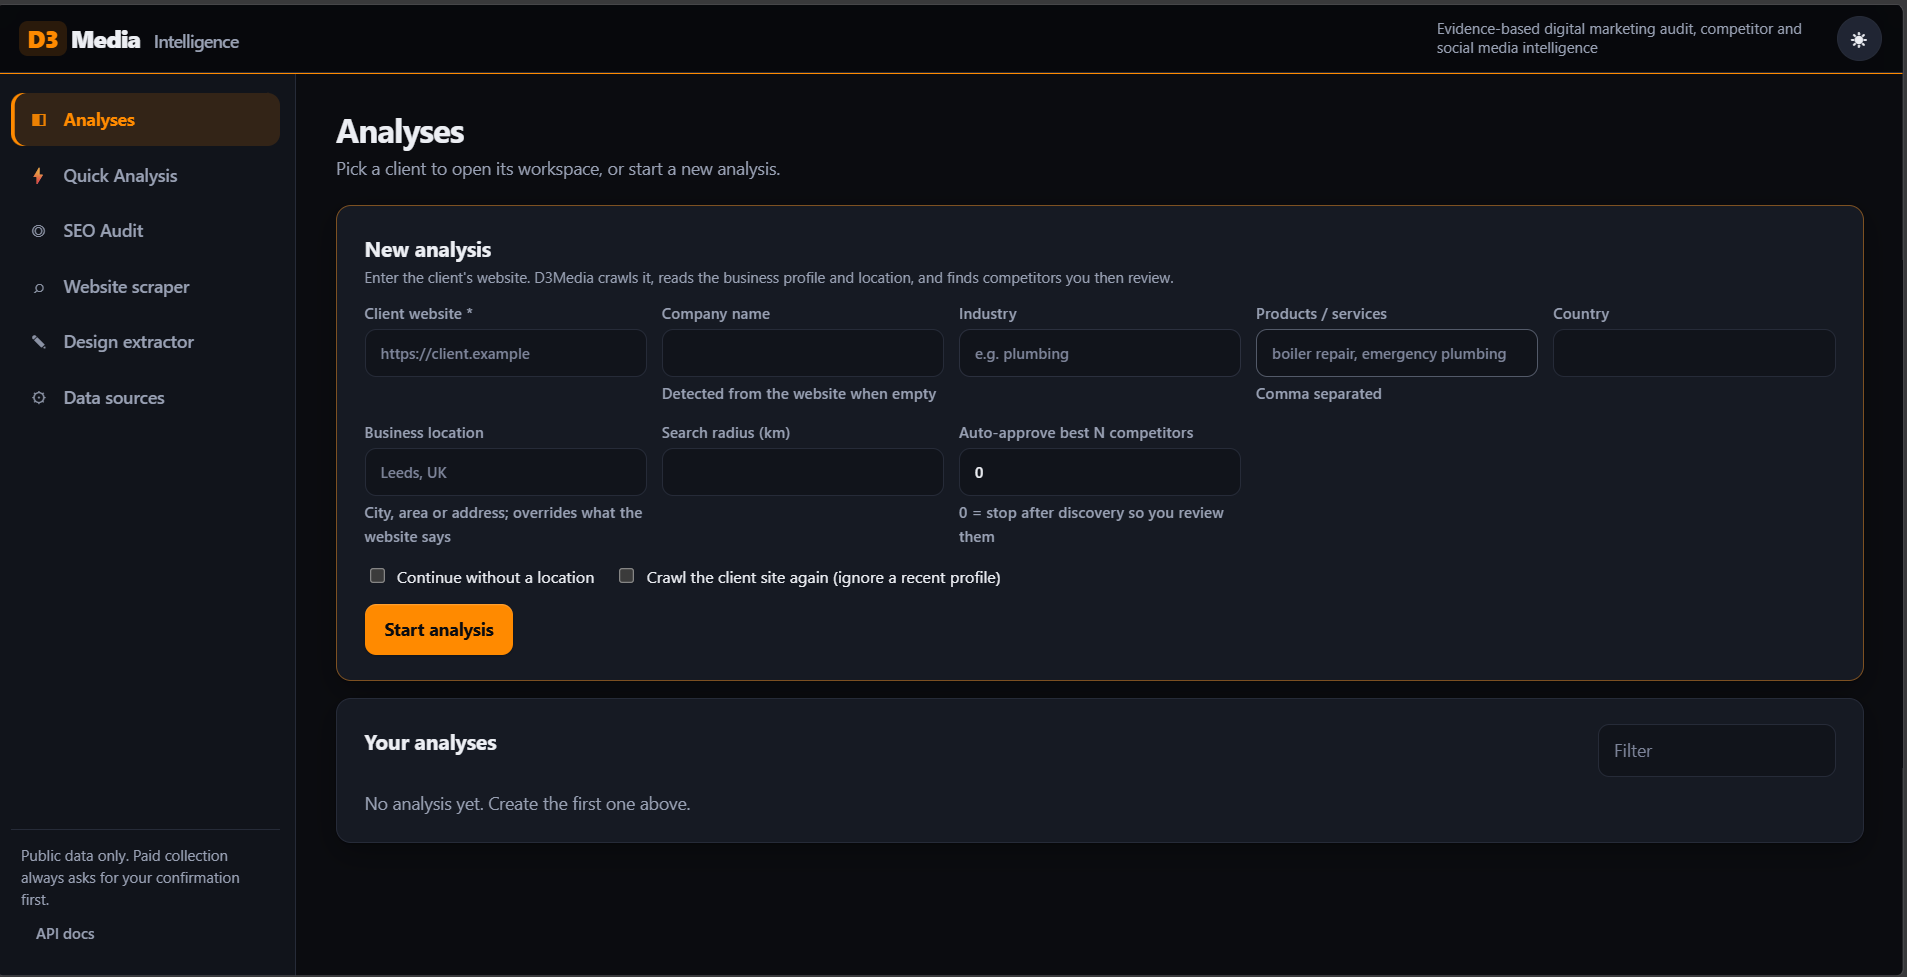 D3 Media Intelligence
Evidence-based digital marketing audit, competitor and
social media intelligence
Analyses
Quick Analysis
SEO Audit
Website scraper
Design extractor
Data sources
Public data only. Paid collection
always asks for your confirmation
first.
API docs
Analyses
Pick a client to open its workspace, or start a new analysis.
New analysis
Enter the client's website. D3Media crawls it, reads the business profile and location, and finds competitors you then review.
Client website *
https://client.example
Company name
Detected from the website when empty
Industry
e.g. plumbing
Products / services
boiler repair, emergency plumbing
Comma separated
Country
Business location
Leeds, UK
City, area or address; overrides what the
website says
Search radius (km)
Auto-approve best N competitors
0
0 = stop after discovery so you review
them
Continue without a location
Crawl the client site again (ignore a recent profile)
Start analysis
Your analyses
Filter
No analysis yet. Create the first one above.